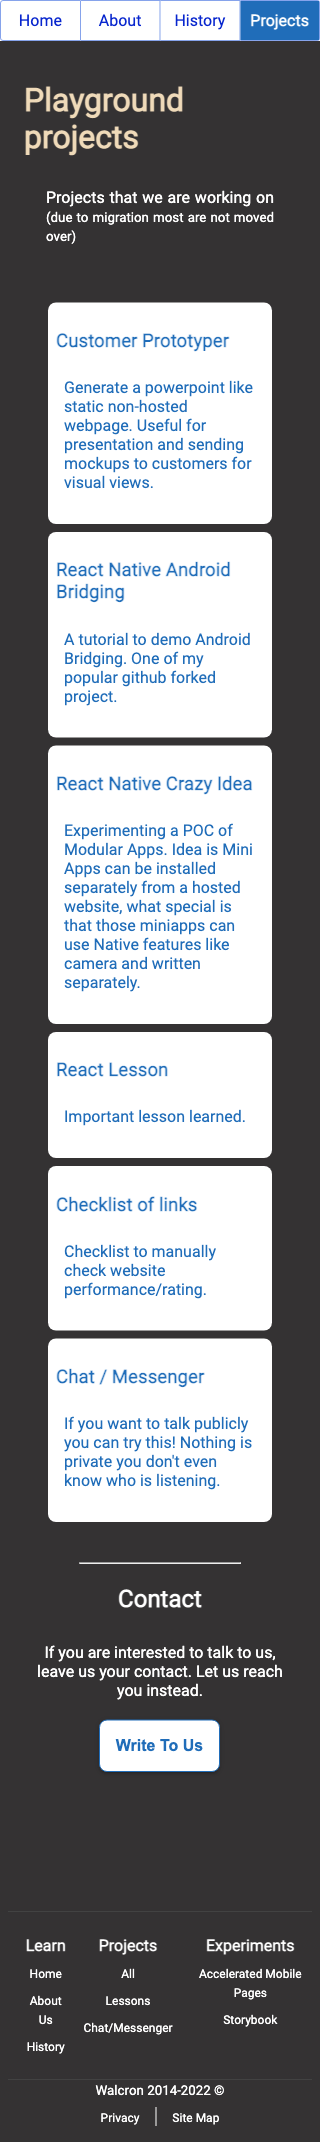 Home About History Projects
Playground
projects
Projects that we are working on
(due to migration most are not moved
over)
Customer Prototyper
Generate a powerpoint like
static non-hosted
webpage. Useful for
presentation and sending
mockups to customers for
visual views.
React Native Android
Bridging
A tutorial to demo Android
Bridging. One of my
popular github forked
project.
React Native Crazy Idea
Experimenting a POC of
Modular Apps. Idea is Mini
Apps can be installed
separately from a hosted
website, what special is
that those miniapps can
use Native features like
camera and written
separately.
React Lesson
Important lesson learned.
Checklist of links
Checklist to manually
check website
performance/rating.
Chat / Messenger
If you want to talk publicly
you can try this! Nothing is
private you don't even
know who is listening.
Contact
If you are interested to talk to us,
leave us your contact. Let us reach
you instead.
Write To Us
Learn
Home
About
Us
History
Projects
All
Lessons
Chat/Messenger
Experiments
Accelerated Mobile
Pages
Storybook
Walcron 2014-2022 ©
Privacy
Site Map